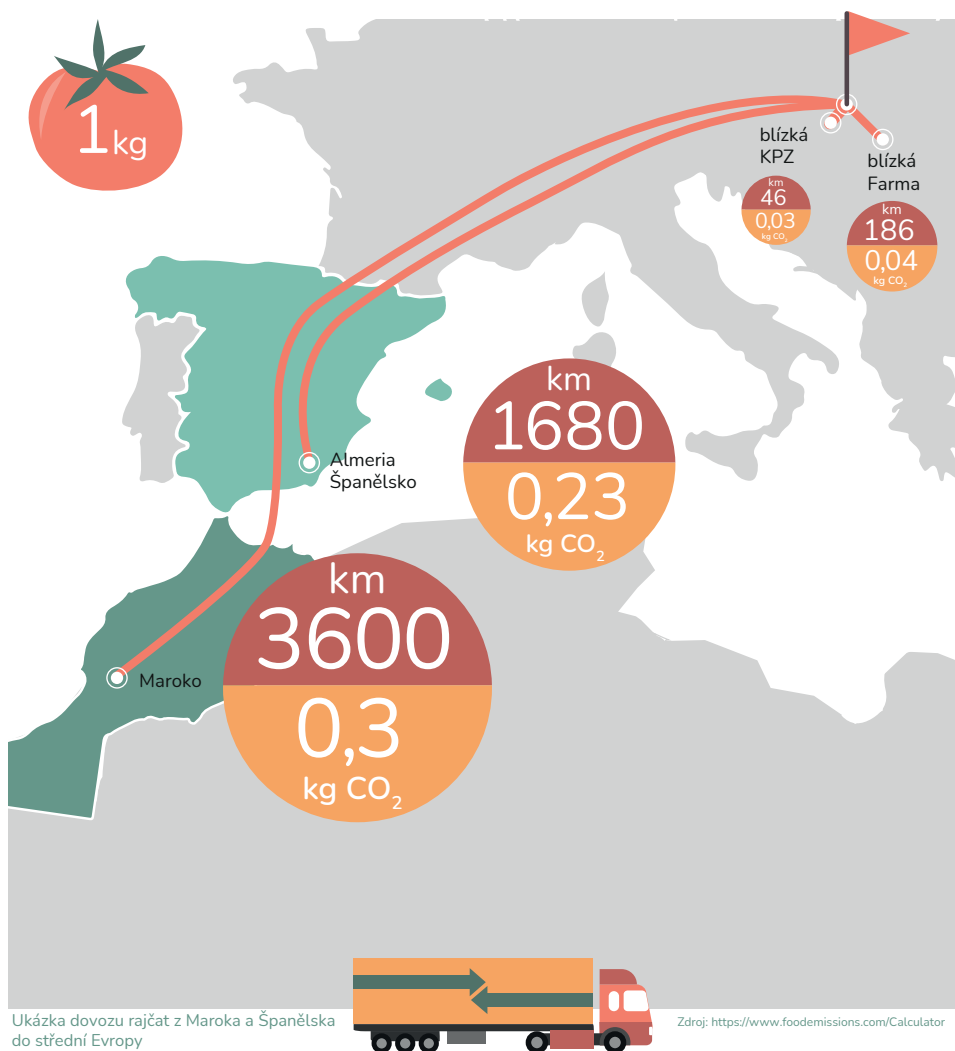 1 kg
blízká
KPZ
km
46
0,03
kg CO₂
blízká
Farma
km
186
0,04
kg CO₂
Almeria
Španělsko
km
1680
0,23
kg CO₂
km
3600
0,3
kg CO₂
Maroko
Ukázka dovozu rajčat z Maroka a Španělska
do střední Evropy
Zdroj: https://www.foodemissions.com/Calculator